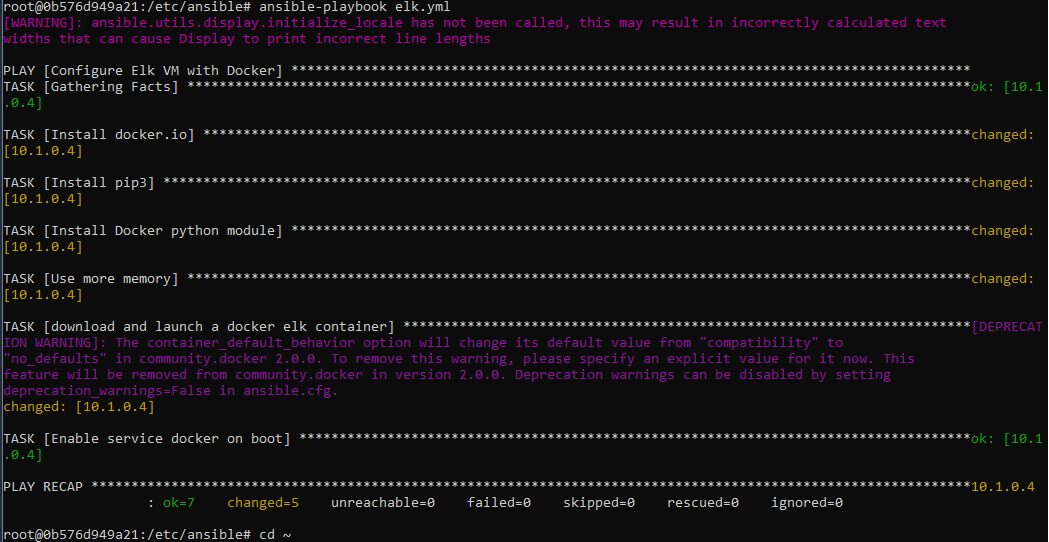 root@0b576d949a21:/etc/ansible# ansible-playbook elk.yml
[WARNING]: ansible.utils.display.initialize_locale has not been called, this may result in incorrectly calculated text
widths that can cause Display to print incorrect line lengths
PLAY [Configure Elk VM with Docker] *************************************************************************************
TASK [Gathering Facts] **************************************************************************************************ok: [10.1
.0.4]
TASK [Install docker.io] ************************************************************************************************changed:
[10.1.0.4]
TASK [Install pip3] *****************************************************************************************************changed:
[10.1.0.4]
TASK [Install Docker python module] *************************************************************************************changed:
[10.1.0.4]
TASK [Use more memory] **************************************************************************************************changed:
[10.1.0.4]
TASK [download and launch a docker elk container] ***********************************************************************[DEPRECAT
ION WARNING]: The container_default_behavior option will change its default value from "compatibility" to
"no_defaults" in community.docker 2.0.0. To remove this warning, please specify an explicit value for it now. This
feature will be removed from community.docker in version 2.0.0. Deprecation warnings can be disabled by setting
deprecation_warnings=False in ansible.cfg.
changed: [10.1.0.4]
TASK [Enable service docker on boot] ************************************************************************************ok: [10.1
.0.4]
PLAY RECAP **************************************************************************************************************10.1.0.4
: ok=7 changed=5 unreachable=0 failed=0 skipped=0 rescued=0 ignored=0
root@0b576d949a21:/etc/ansible# cd ~